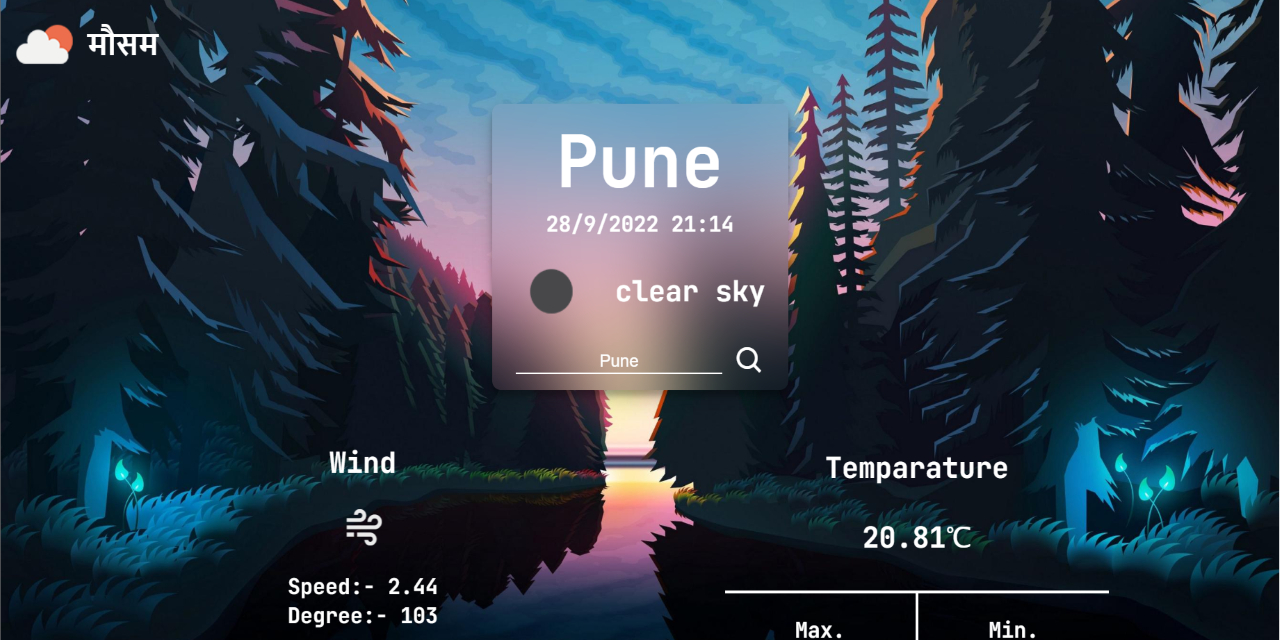 मौसम
Pune
28/9/2022 21:14
clear sky
Pune
Wind
Temparature
20.81℃
Speed:- 2.44
Degree:- 103
Max.
Min.